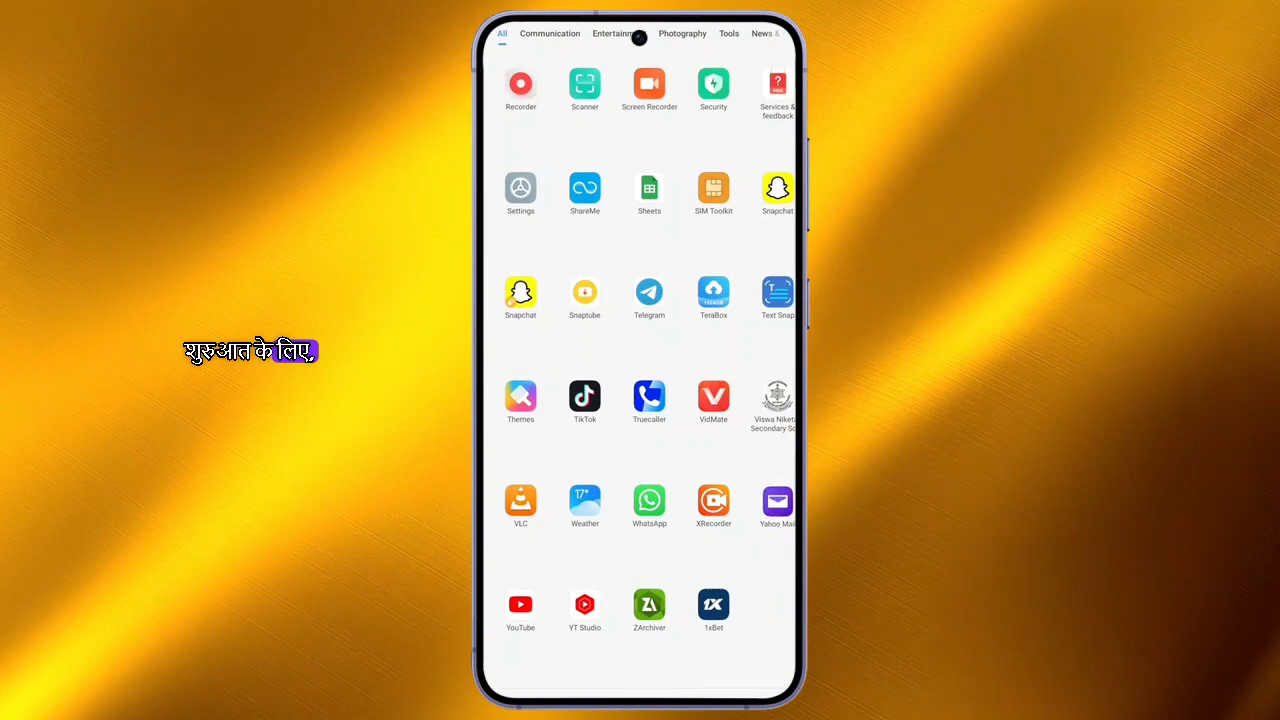 All Communication Entertainm Photography Tools News &
Recorder Scanner Screen Recorder Security Services &
feedback
Settings ShareMe Sheets SIM Toolkit Snapchat
Snapchat Snaptube Telegram TeraBox Text Snap
शुरुआत के लिए,
Themes TikTok Truecaller VidMate Viswa Niketa
Secondary Sc
VLC Weather WhatsApp XRecorder Yahoo Mail
YouTube YT Studio ZArchiver 1xBet